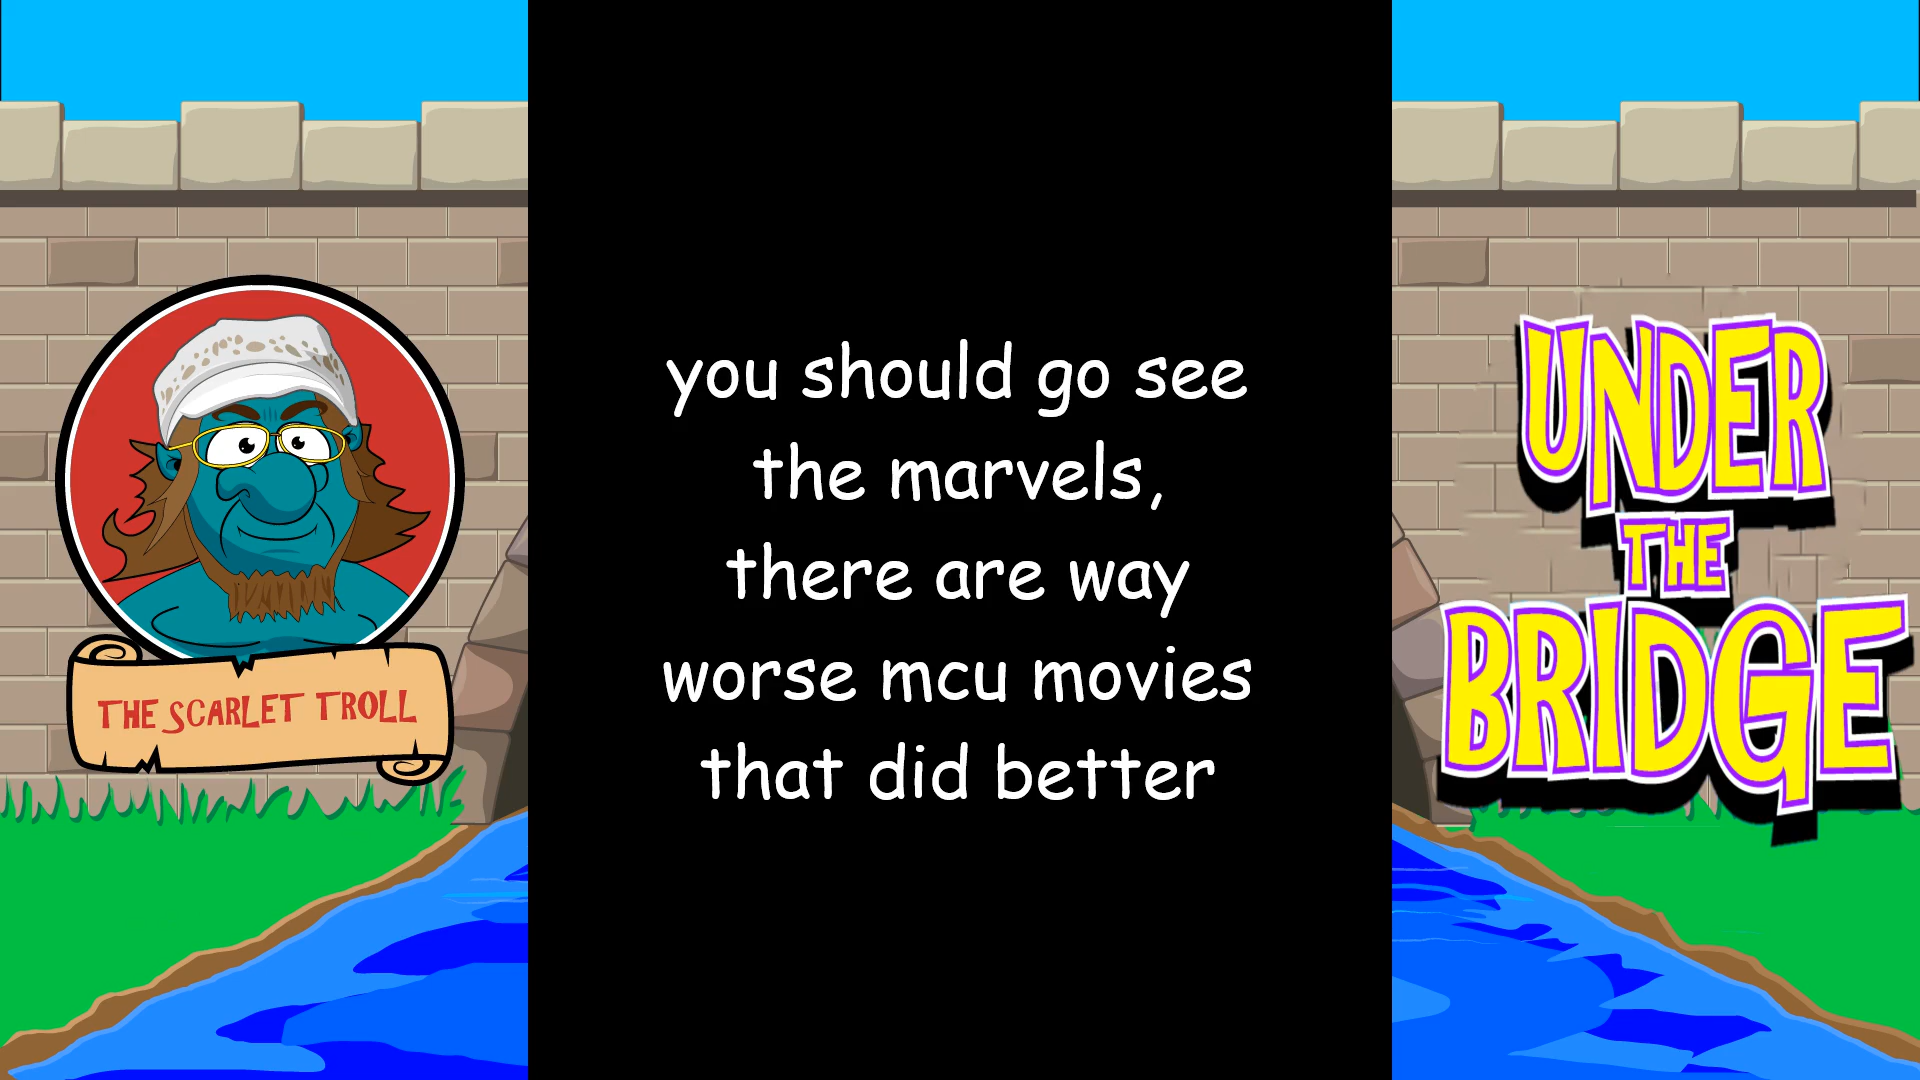 THE SCARLET TROLL
you should go see
the marvels,
there are way
worse mcu movies
that did better
UNDER
THE
BRIDGE